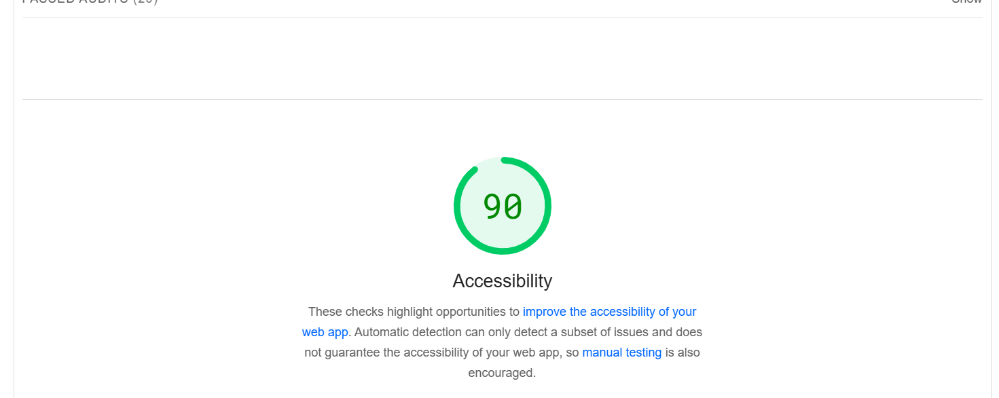 PASSED AUDITS (20) Show
90
Accessibility
These checks highlight opportunities to improve the accessibility of your
web app. Automatic detection can only detect a subset of issues and does
not guarantee the accessibility of your web app, so manual testing is also
encouraged.